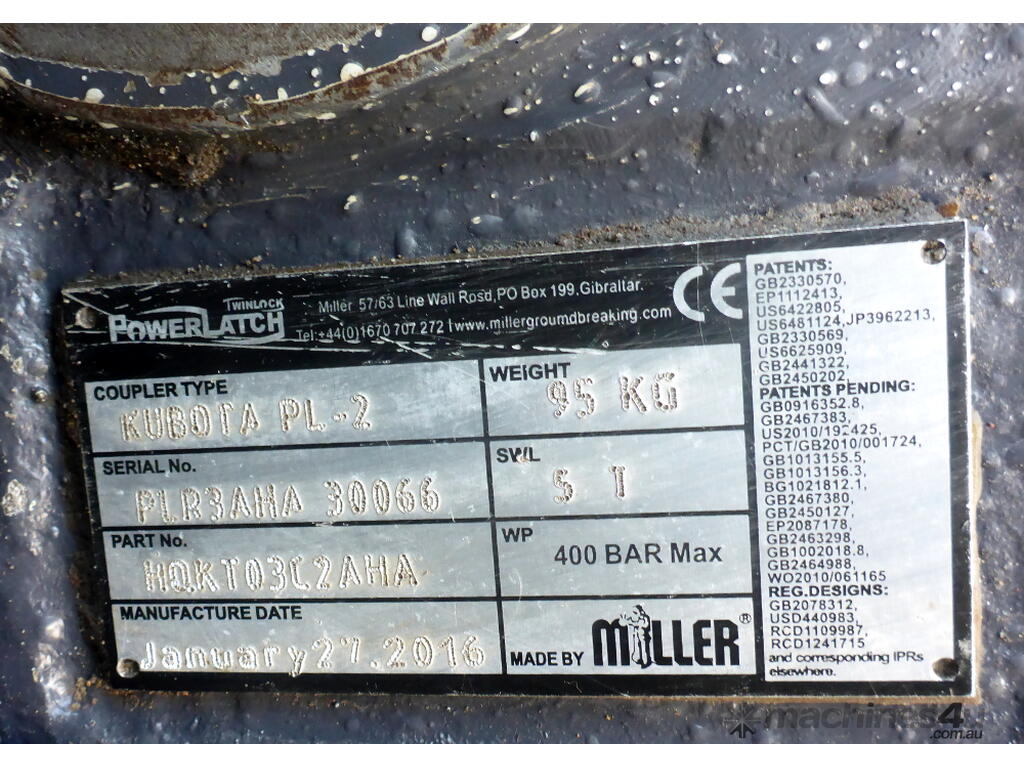 TWINLOCK
POWERLATCH
Miller 57/63 Line Wall Road, PO Box 199, Gibraltar.
Tel:+44(0)1670 707 272 | www.millergroundbreaking.com
CE
COUPLER TYPE
KUBOTA PL-2
WEIGHT
95 KG
SERIAL No.
PLR3AHA 30066
SWL
5 T
PART No.
HQKT03C2AHA
WP
400 BAR Max
MANUFACTURE DATE
January 27.2016
MADE BY MILLER®
PATENTS:
GB2330570,
EP1112413,
US6422805,
US6481124,JP3962213,
GB2330569,
US6625909,
GB2441322,
GB2450202,
PATENTS PENDING:
GB0916352.8,
GB2467383,
US2010/192425,
PCT/GB2010/001724,
GB1013155.5,
GB1013156.3,
BG1021812.1,
GB2467380,
GB2450127,
EP2087178,
GB2463298,
GB1002018.8,
GB2464988,
WO2010/061165
REG.DESIGNS:
GB2078312,
USD440983,
RCD1109987,
RCD1241715
and corresponding IPRs
elsewhere.
machines4u
.com.au